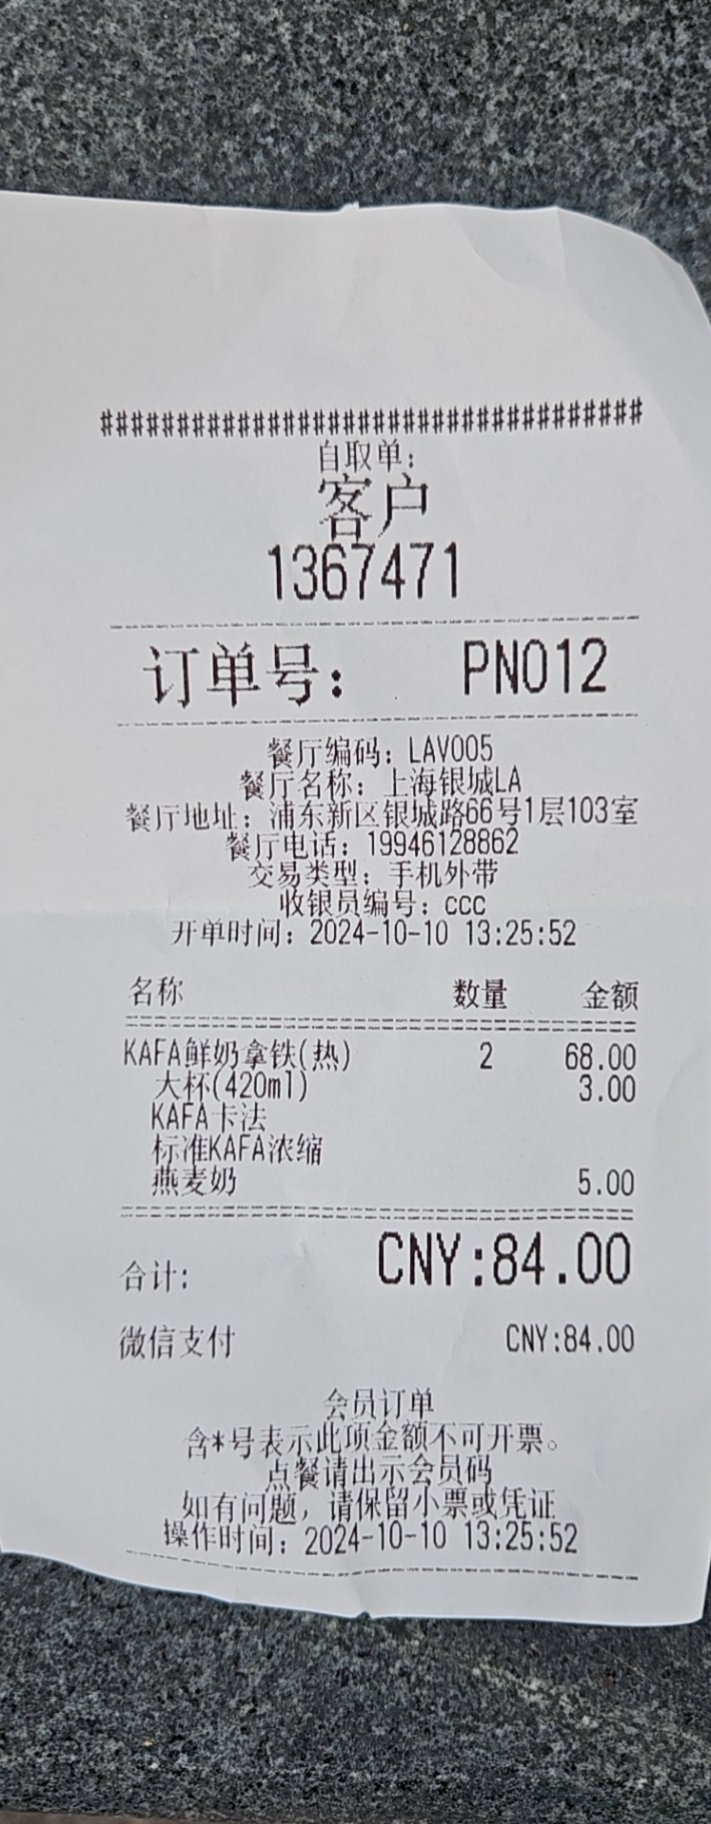 ####################################
自取单:
客户
1367471
订单号: PN012
餐厅编码: LAV005
餐厅名称: 上海银城LA
餐厅地址: 浦东新区银城路66号1层103室
餐厅电话: 19946128862
交易类型: 手机外带
收银员编号: ccc
开单时间: 2024-10-10 13:25:52
名称 数量 金额
KAFA鲜奶拿铁(热) 2 68.00
大杯(420ml) 3.00
KAFA卡法
标准KAFA浓缩
燕麦奶 5.00
合计: CNY:84.00
微信支付 CNY:84.00
会员订单
含*号表示此项金额不可开票。
点餐请出示会员码
如有问题, 请保留小票或凭证
操作时间: 2024-10-10 13:25:52